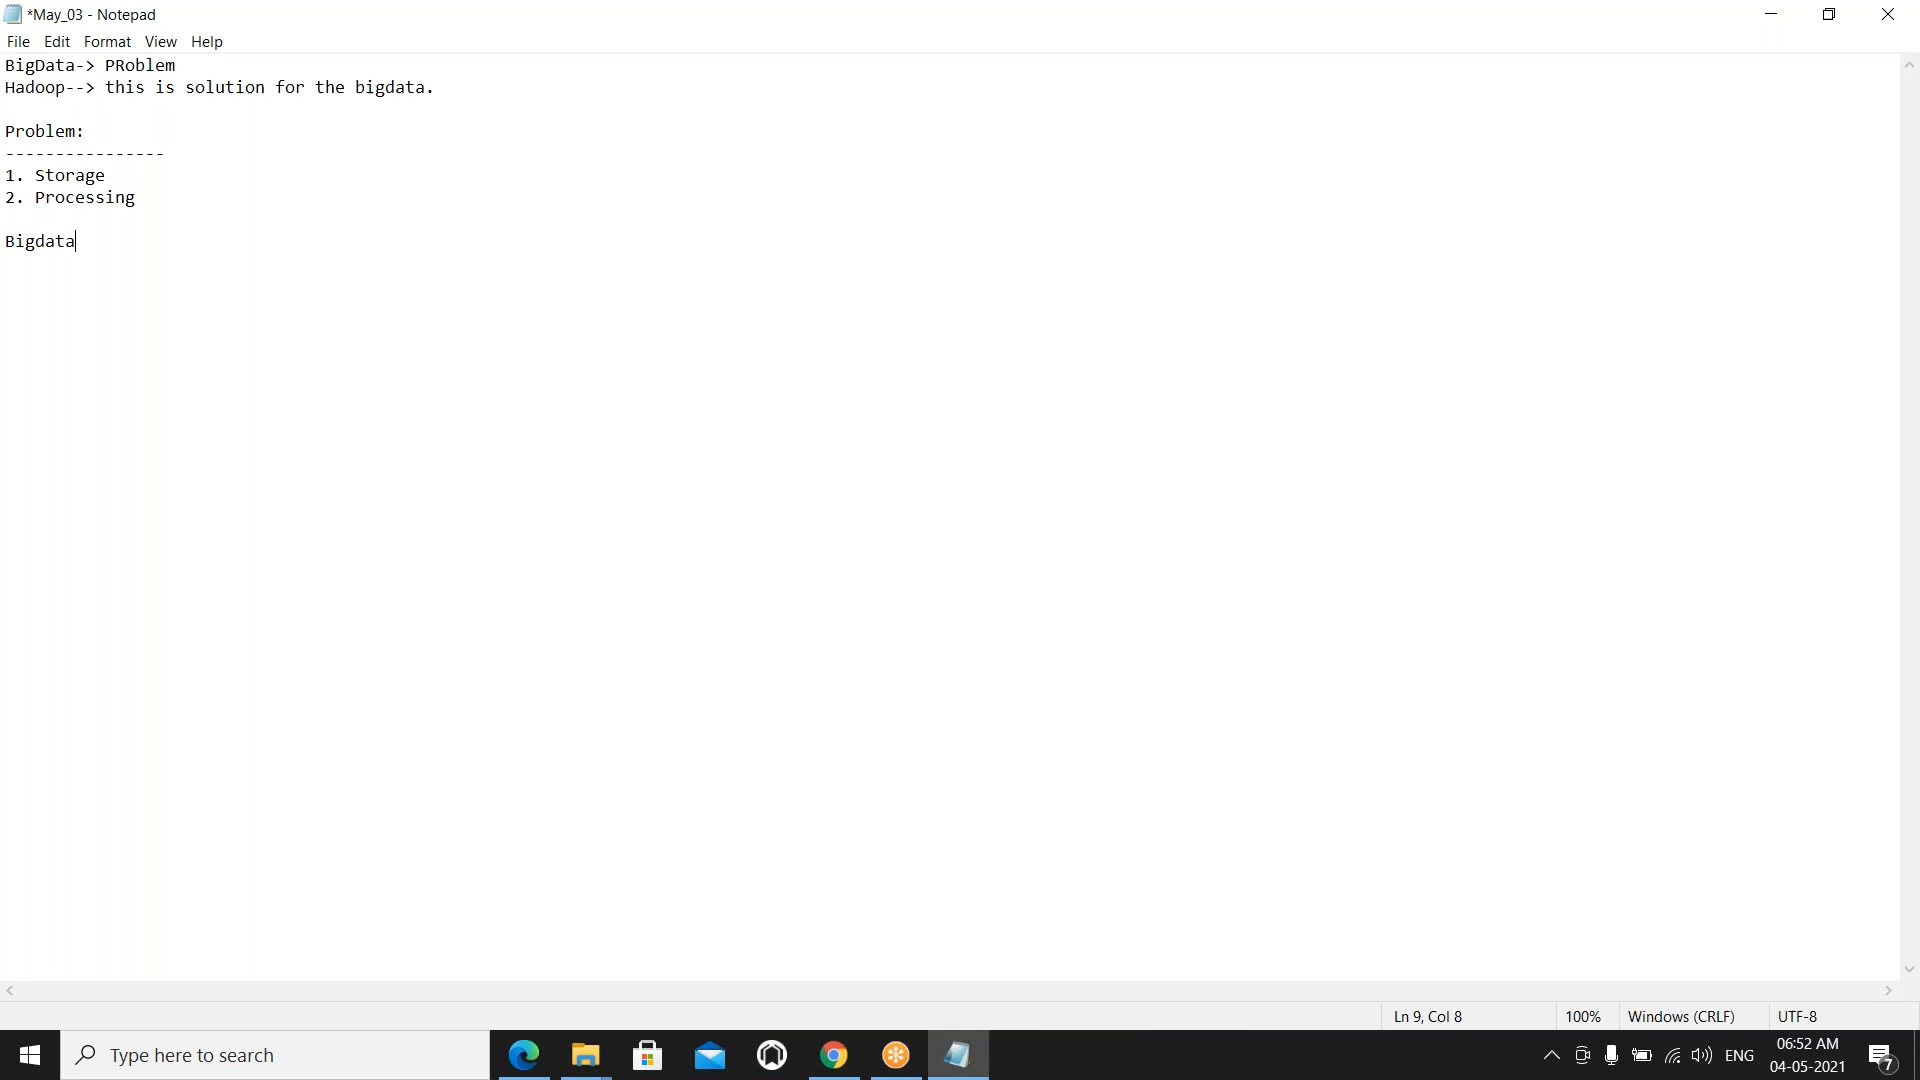 *May_03 - Notepad
File Edit Format View Help
BigData-> PRoblem
Hadoop--> this is solution for the bigdata.
Problem:
----------------
1. Storage
2. Processing
Bigdata
Ln 9, Col 8 100% Windows (CRLF) UTF-8
Type here to search
ENG
06:52 AM
04-05-2021
7